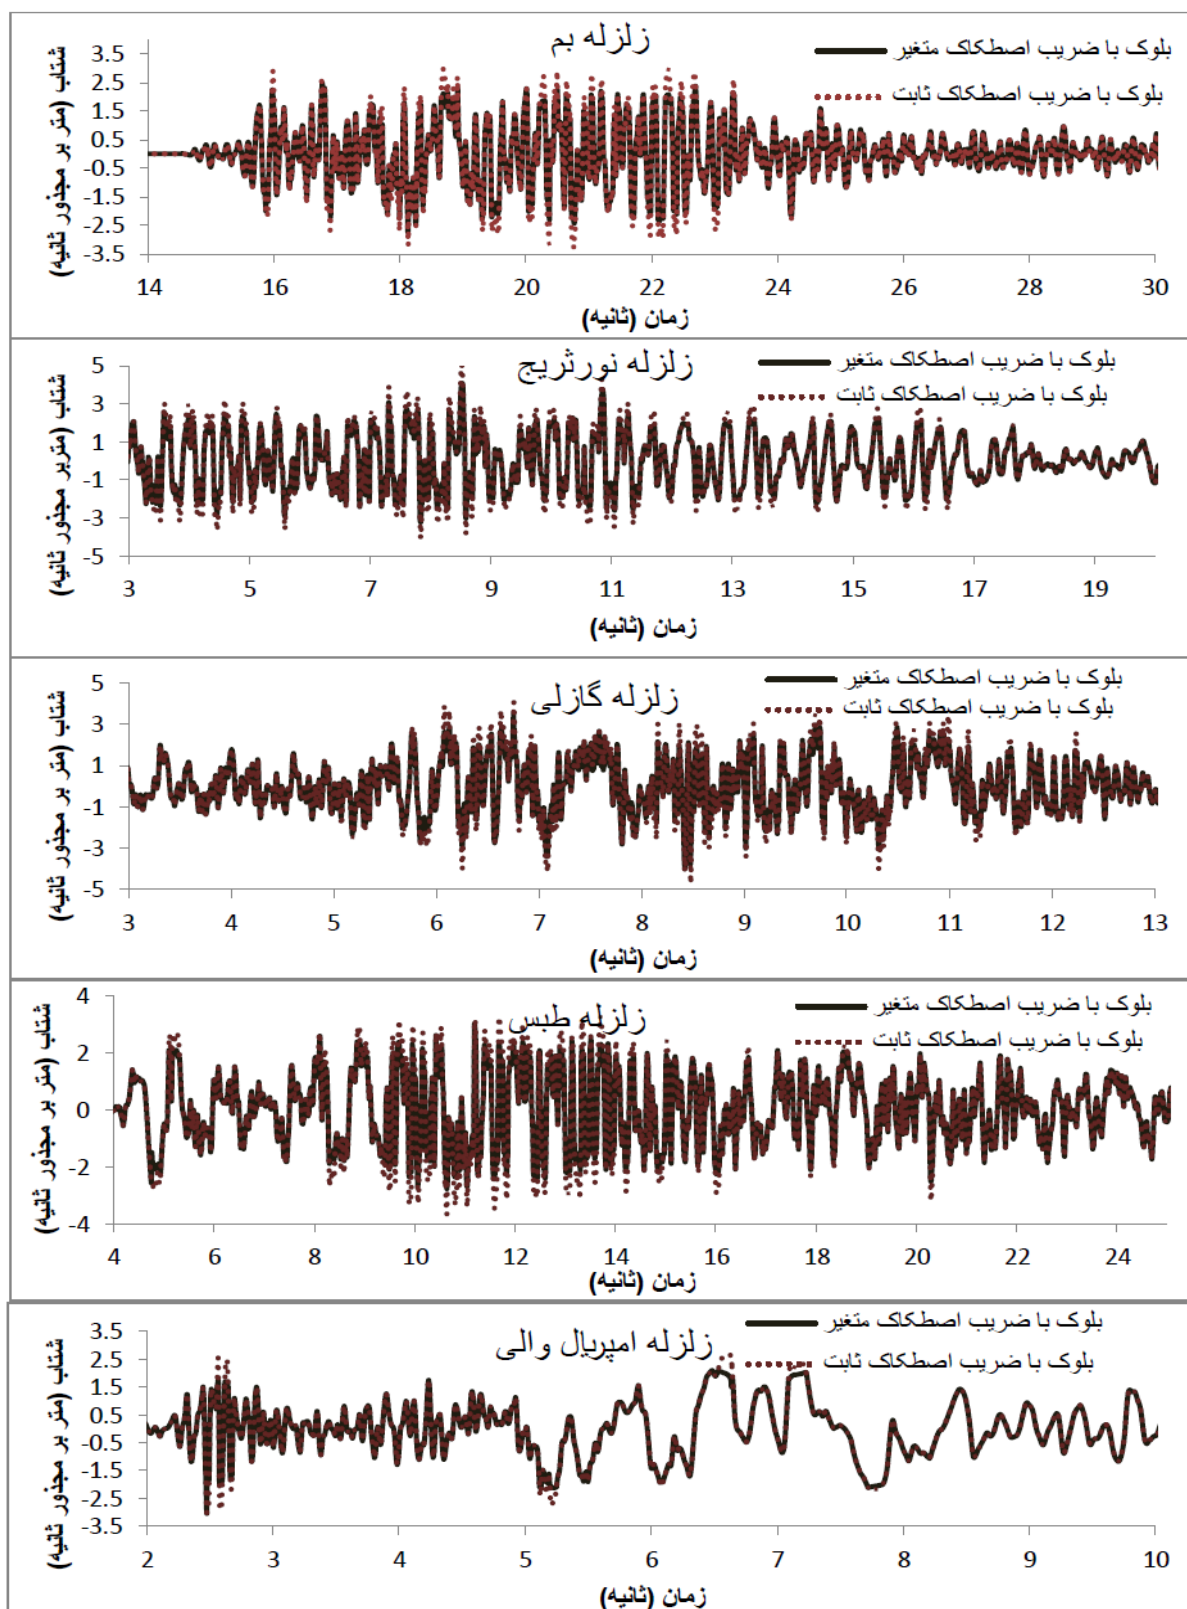 زلزله بم
بلوک با ضریب اصطکاک متغیر
بلوک با ضریب اصطکاک ثابت
شتاب (متر بر مجذور ثانیه)
3.5
2.5
1.5
0.5
-0.5
-1.5
-2.5
-3.5
14 16 18 20 22 24 26 28 30
زمان (ثانیه)
زلزله نورثریج
بلوک با ضریب اصطکاک متغیر
بلوک با ضریب اصطکاک ثابت
شتاب (متربر مجذور ثانیه)
5
3
1
-1
-3
-5
3 5 7 9 11 13 15 17 19
زمان (ثانیه)
زلزله گازلی
بلوک با ضریب اصطکاک متغیر
بلوک با ضریب اصطکاک ثابت
شتاب (متر بر مجذور ثانیه)
5
3
1
-1
-3
-5
3 4 5 6 7 8 9 10 11 12 13
زمان (ثانیه)
زلزله طبس
بلوک با ضریب اصطکاک متغیر
بلوک با ضریب اصطکاک ثابت
شتاب (متر بر مجذور ثانیه)
4
2
0
-2
-4
4 6 8 10 12 14 16 18 20 22 24
زمان (ثانیه)
زلزله امپریال والی
بلوک با ضریب اصطکاک متغیر
بلوک با ضریب اصطکاک ثابت
شتاب (متر بر مجذور ثانیه)
3.5
2.5
1.5
0.5
-0.5
-1.5
-2.5
-3.5
2 3 4 5 6 7 8 9 10
زمان (ثانیه)